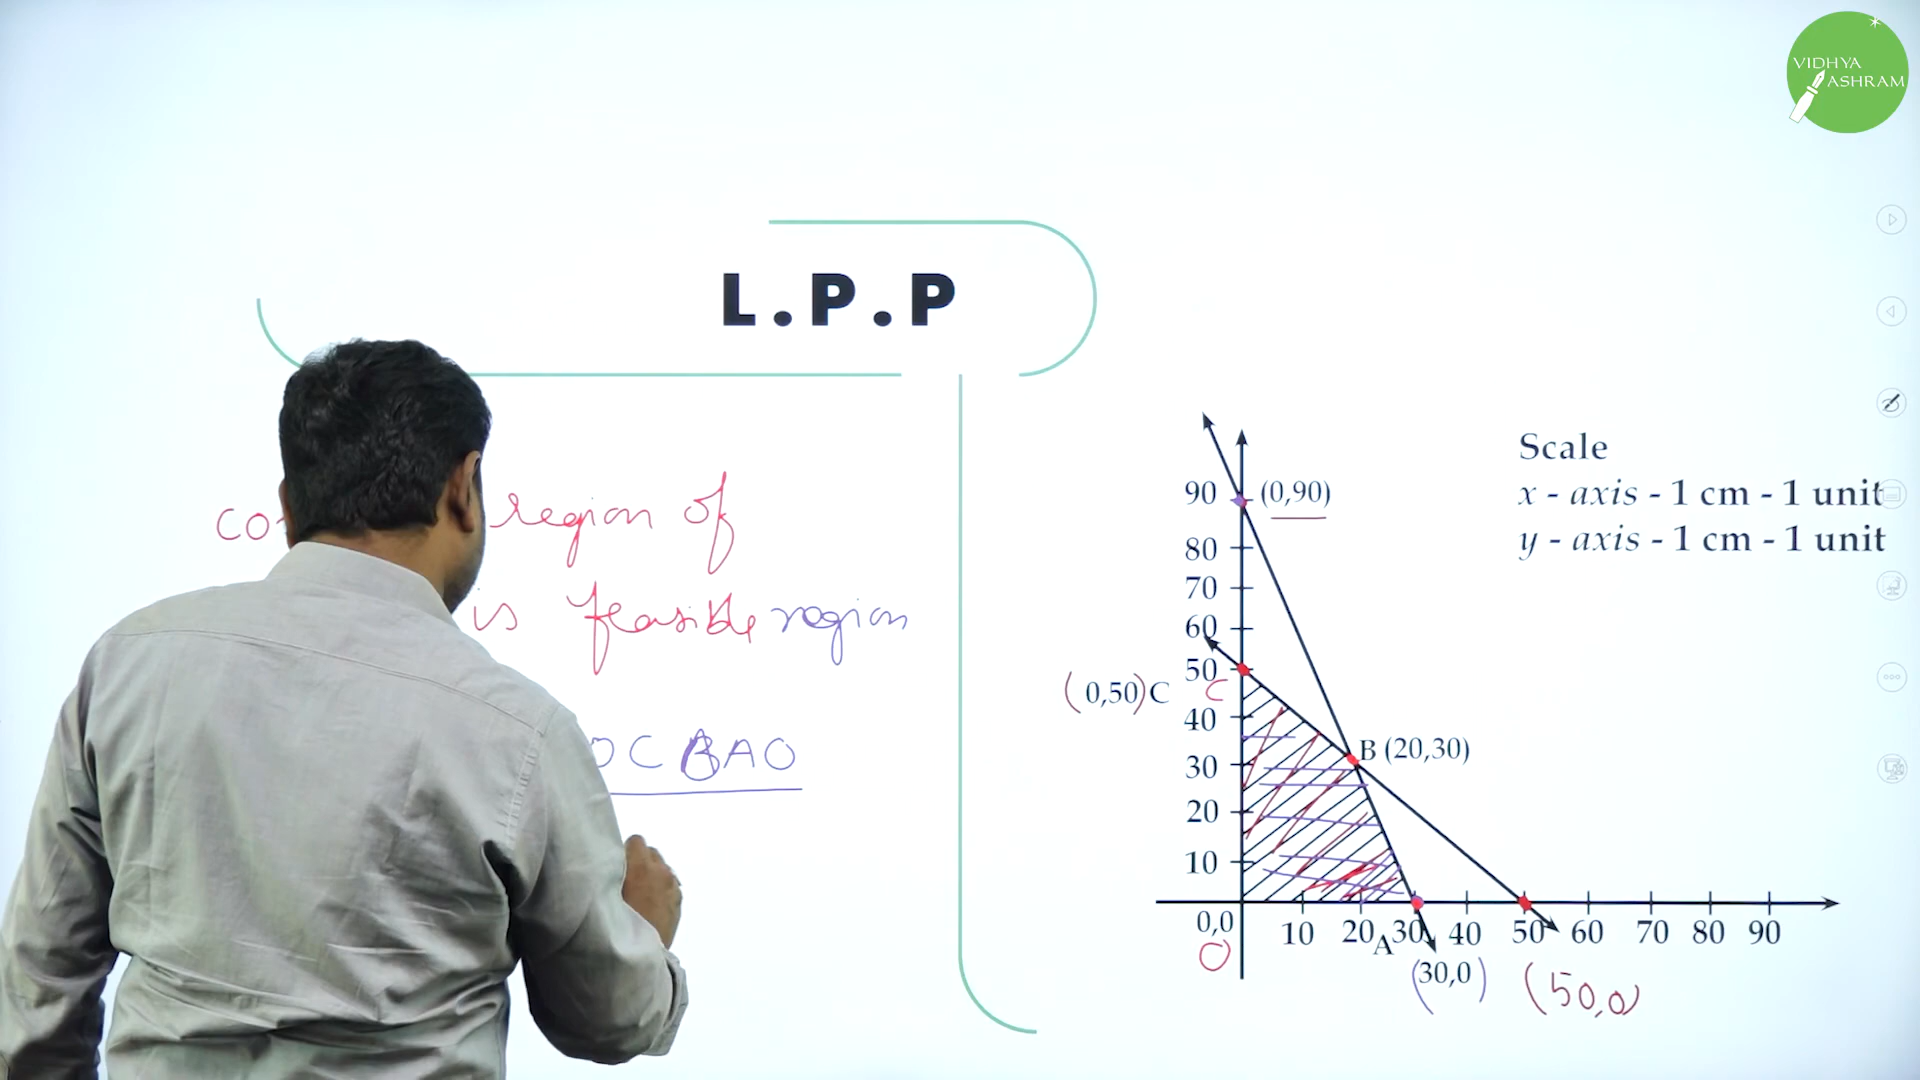 VIDHYA
ASHRAM
L.P.P
region of
is feasible region
OCBAO
Scale
x - axis - 1 cm - 1 unit
y - axis - 1 cm - 1 unit
90 (0,90)
80
70
60
50
(0,50) C C
40
B (20,30)
30
20
10
0,0 10 20 30 40 50 60 70 80 90
O A
(30,0) (50,0)